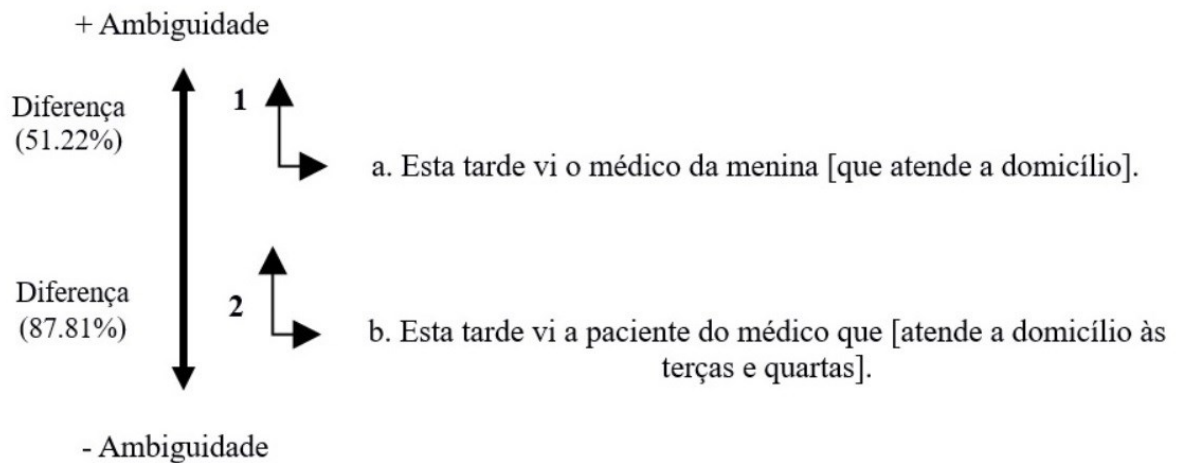 + Ambiguidade
Diferença
(51.22%)
1
a. Esta tarde vi o médico da menina [que atende a domicílio].
Diferença
(87.81%)
2
b. Esta tarde vi a paciente do médico que [atende a domicílio às
terças e quartas].
- Ambiguidade